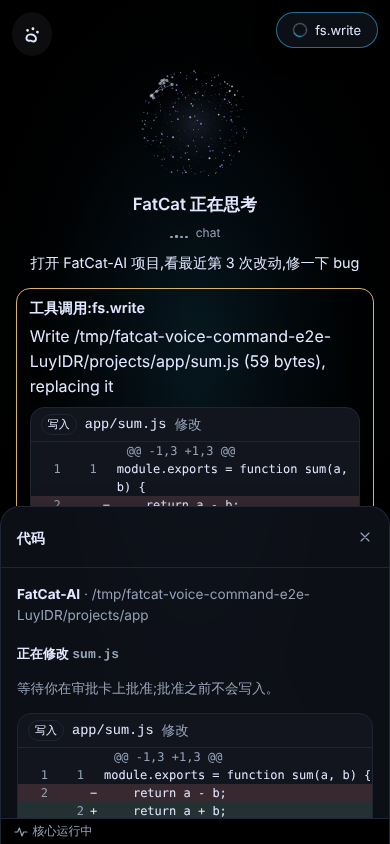 fs.write
FatCat 正在思考
chat
打开 FatCat-AI 项目,看最近第 3 次改动,修一下 bug
工具调用:fs.write
Write /tmp/fatcat-voice-command-e2e-
LuyIDR/projects/app/sum.js (59 bytes),
replacing it
写入 app/sum.js 修改
@@ -1,3 +1,3 @@
1 1 module.exports = function sum(a,
b) {
2 − return a - b;
代码
FatCat-AI · /tmp/fatcat-voice-command-e2e-
LuyIDR/projects/app
正在修改 sum.js
等待你在审批卡上批准;批准之前不会写入。
写入 app/sum.js 修改
@@ -1,3 +1,3 @@
1 1 module.exports = function sum(a, b) {
2 − return a - b;
2 + return a + b;
核心运行中